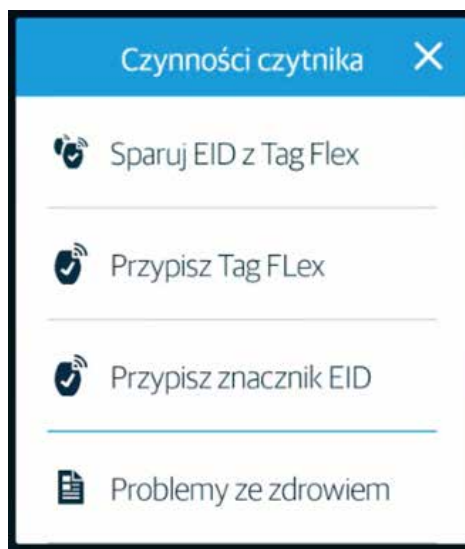 Czynności czytnika
Sparuj EID z Tag Flex
Przypisz Tag FLex
Przypisz znacznik EID
Problemy ze zdrowiem